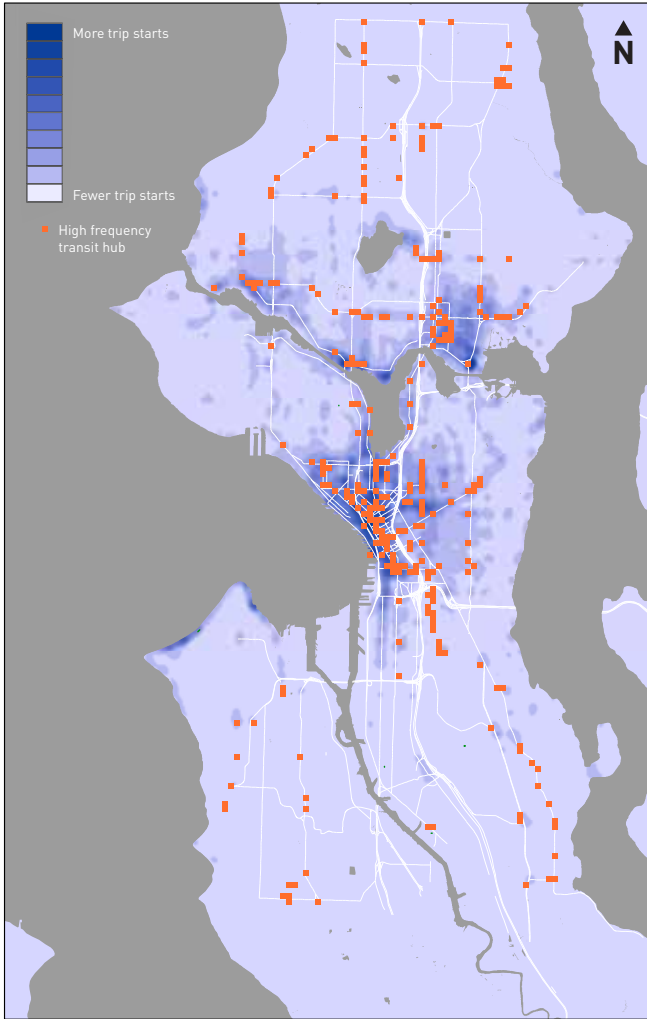 More trip starts
N
Fewer trip starts
High frequency
transit hub